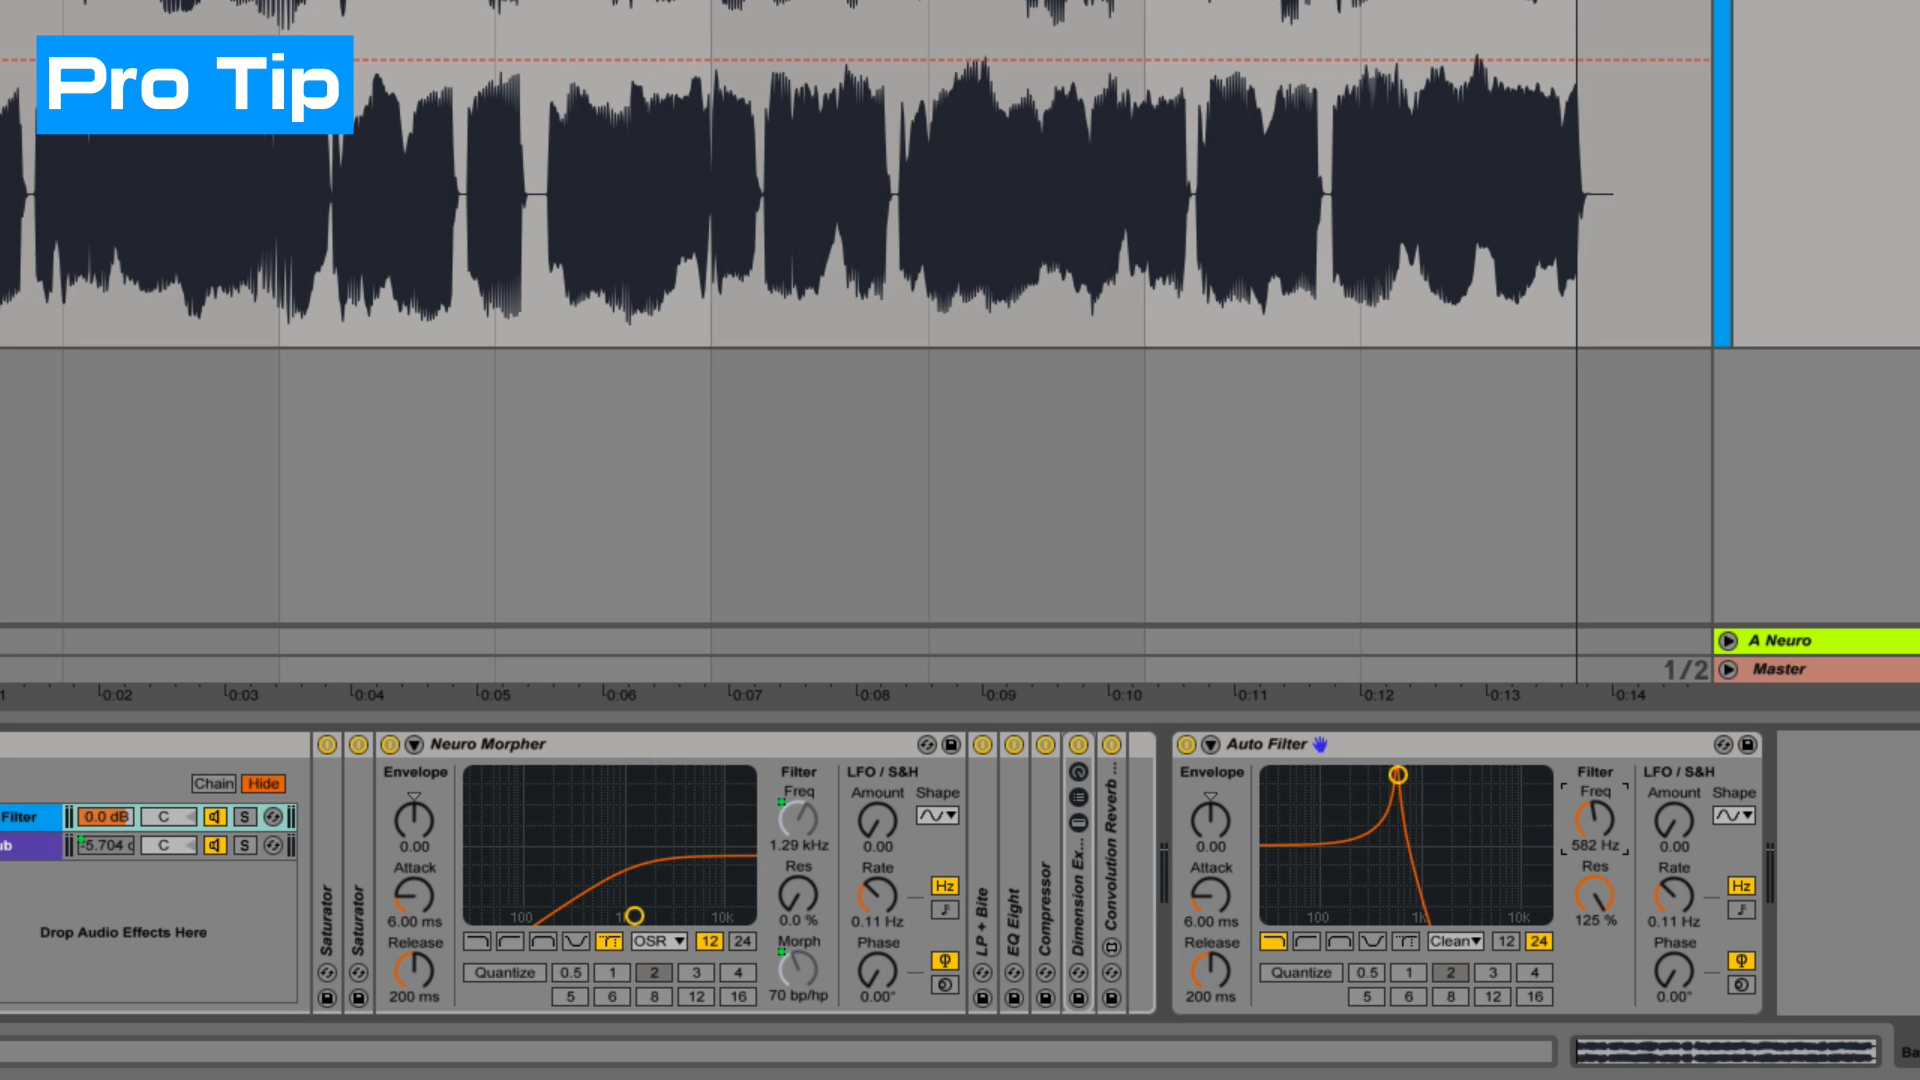 Pro Tip
A Neuro
1/2 Master
0:02 0:03 0:04 0:05 0:06 0:07 0:08 0:09 0:10 0:11 0:12 0:13 0:14
Chain Hide
Filter 0.0 dB C S
C S
Drop Audio Effects Here
Saturator
Saturator
Neuro Morpher
Envelope
0.00
Attack
6.00 ms
Release
200 ms
100 10K
OSR 12 24
Quantize 0.5 1 2 3 4
5 6 8 12 16
Filter
Freq
1.29 kHz
Res
0.0 %
Morph
70 bp/hp
LFO / S&H
Amount Shape
0.00
Rate
0.11 Hz
Hz
Phase
0.00°
LP + Bite
EQ Eight
Compressor
Dimension Ex...
Convolution Reverb ...
Auto Filter
Envelope
0.00
Attack
6.00 ms
Release
200 ms
100 1K 10K
Clean 12 24
Quantize 0.5 1 2 3 4
5 6 8 12 16
Filter
Freq
582 Hz
Res
125 %
LFO / S&H
Amount Shape
0.00
Rate
0.11 Hz
Hz
Phase
0.00°